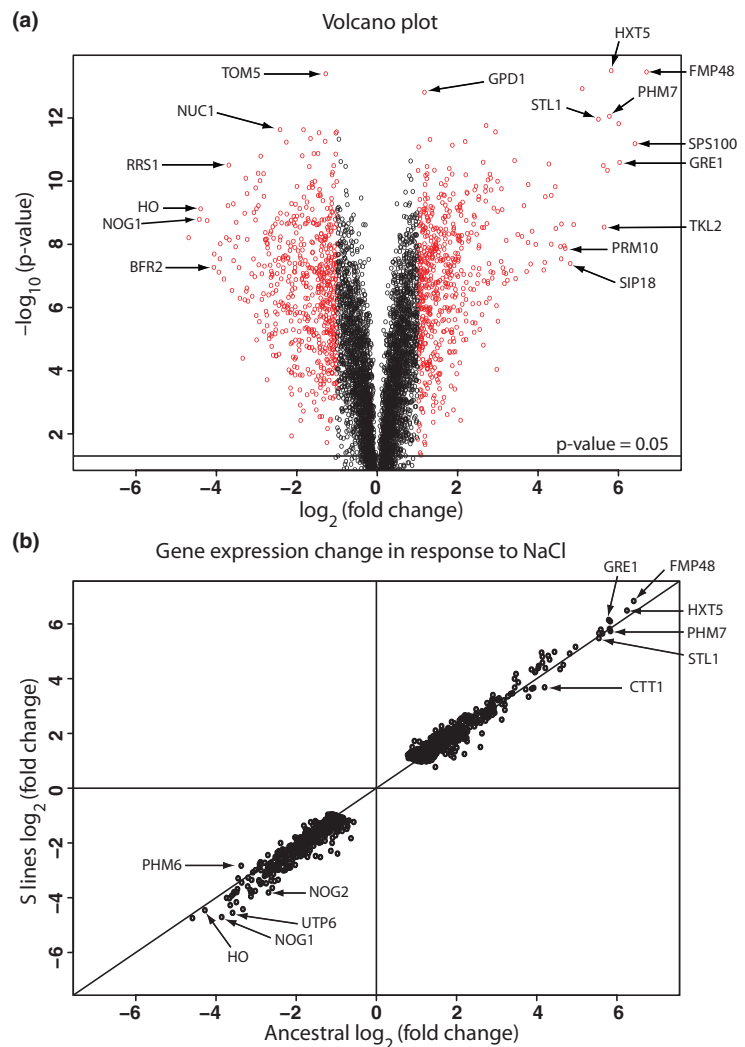 (a)
Volcano plot
HXT5
TOM5
FMP48
GPD1
PHM7
STL1
NUC1
SPS100
RRS1
GRE1
HO
NOG1
TKL2
PRM10
BFR2
SIP18
−log10 (p-value)
12
10
8
6
4
2
p-value = 0.05
−6 −4 −2 0 2 4 6
log2 (fold change)
(b)
Gene expression change in response to NaCl
GRE1
FMP48
HXT5
PHM7
STL1
CTT1
PHM6
NOG2
UTP6
NOG1
HO
S lines log2 (fold change)
6
4
2
0
−2
−4
−6
−6 −4 −2 0 2 4 6
Ancestral log2 (fold change)